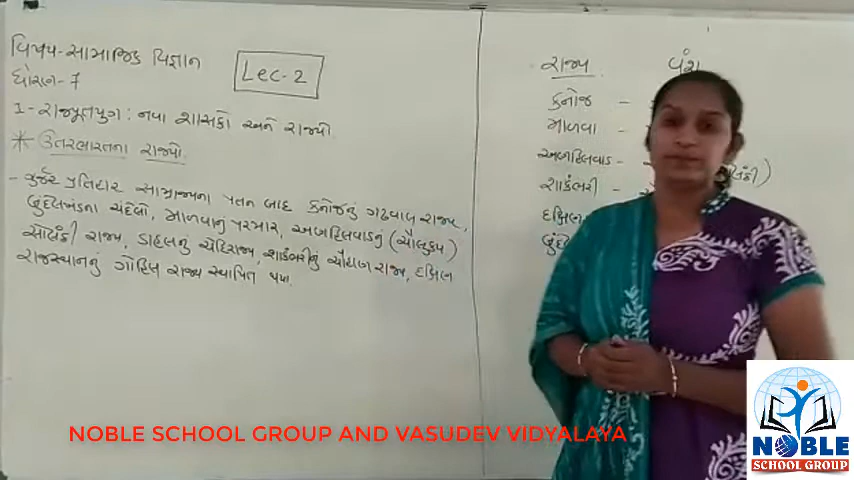 વિષય-સામાજિક વિજ્ઞાન
ધોરણ-7
Lec-2
1-રાજપૂતયુગ: નવા શાસકો અને રાજ્યો.
* ઉતરભારતના રાજ્યો.
- ગુર્જર પ્રતિહાર સામ્રાજ્યના પતન બાદ કનોજનું ગઢવાલ રાજ્ય,
બુંદેલખંડના ચંદેલો, માળવાનું પરમાર, અણહિલવાડનું (ચૌલુક્ય)
સોલંકી રાજ્ય, ડાહલનું ચેદિરાજ્ય, શાકંભરીનું ચૌહાણ રાજ્ય, દક્ષિણ
રાજસ્થાનનું ગોહિલ રાજ્ય સ્થાપિત થયા.
રાજ્ય વંશ
કનોજ -
માળવા -
અણહિલવાડ - લંકી)
શાકંભરી -
દક્ષિણ
બુંદે
NOBLE SCHOOL GROUP AND VASUDEV VIDYALAYA
NOBLE
SCHOOL GROUP